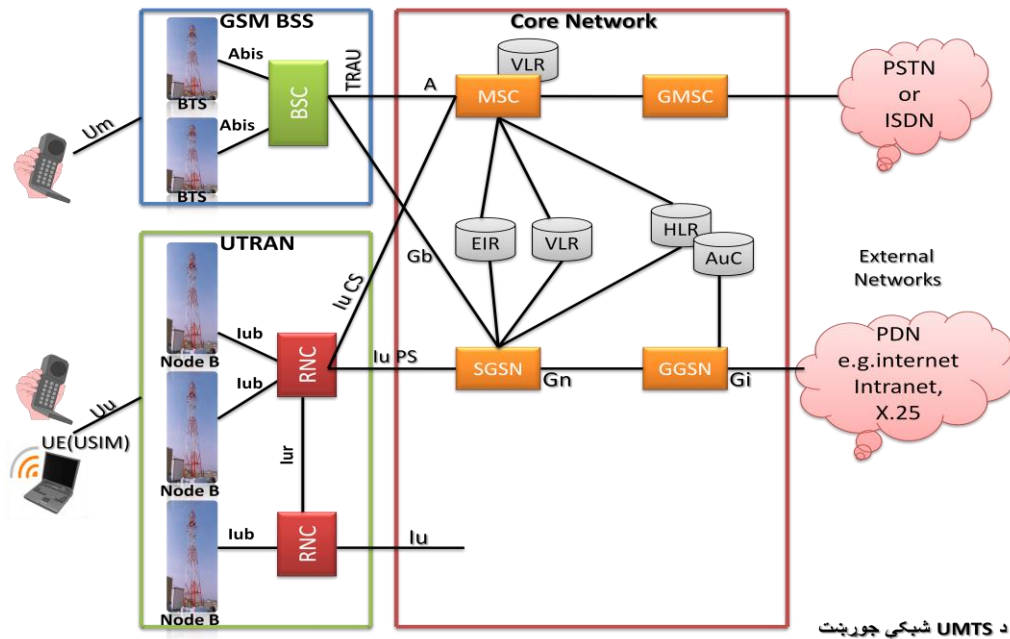 GSM BSS
Core Network
Abis
BTS
Abis
BTS
BSC
TRAU
A
VLR
MSC
GMSC
PSTN
or
ISDN
Um
EIR
VLR
HLR
AuC
Gb
Iu CS
External
Networks
UTRAN
Iub
Node B
Iub
Node B
RNC
Iu PS
SGSN
Gn
GGSN
Gi
PDN
e.g.internet
Intranet,
X.25
Uu
UE(USIM)
Iur
Iub
Node B
RNC
Iu
د UMTS شبکې جوړښت